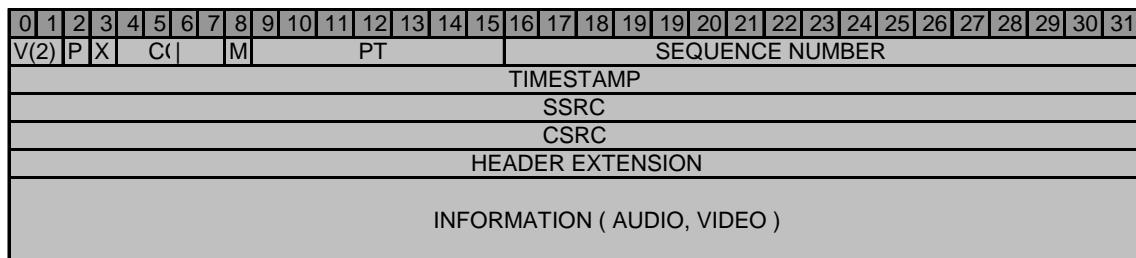 0 1 2 3 4 5 6 7 8 9 10 11 12 13 14 15 16 17 18 19 19 20 21 22 23 24 25 26 27 28 29 30 31
V(2) P X M PT SEQUENCE NUMBER
TIMESTAMP
SSRC
CSRC
HEADER EXTENSION
INFORMATION ( AUDIO, VIDEO )